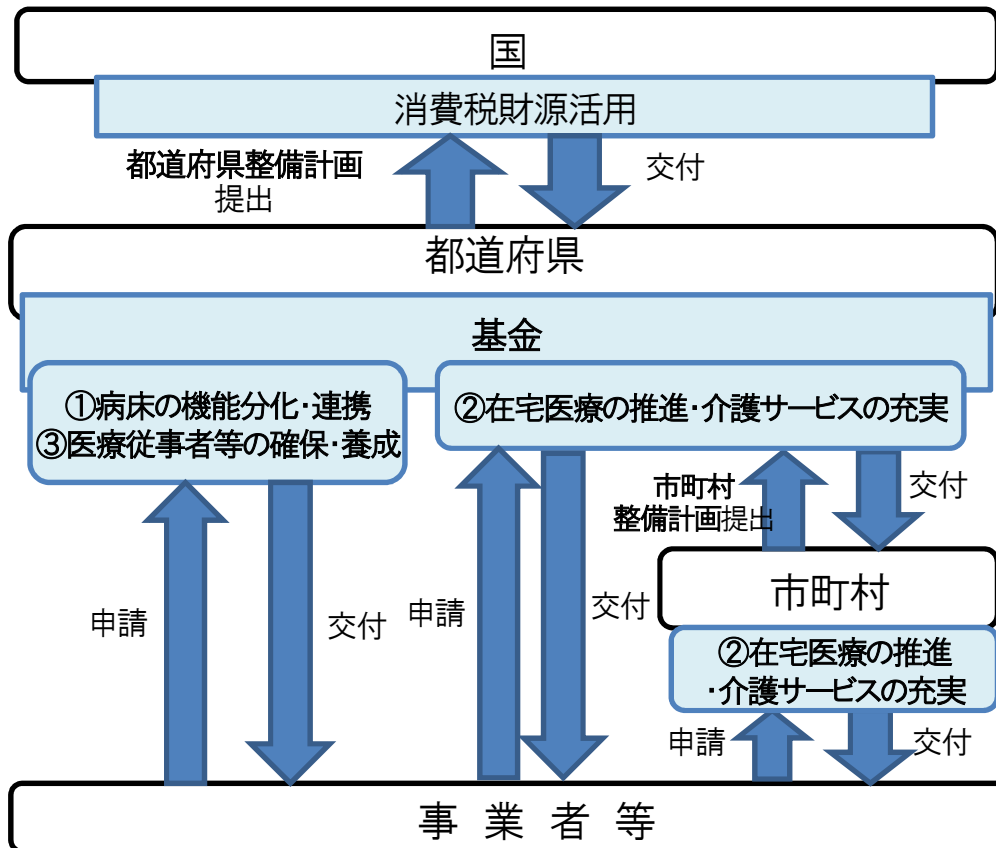 国
消費税財源活用
都道府県整備計画
提出
交付
都道府県
基金
①病床の機能分化・連携
③医療従事者等の確保・養成
②在宅医療の推進・介護サービスの充実
市町村
整備計画提出
交付
市町村
②在宅医療の推進
・介護サービスの充実
申請
交付
申請
交付
申請
交付
事業者等